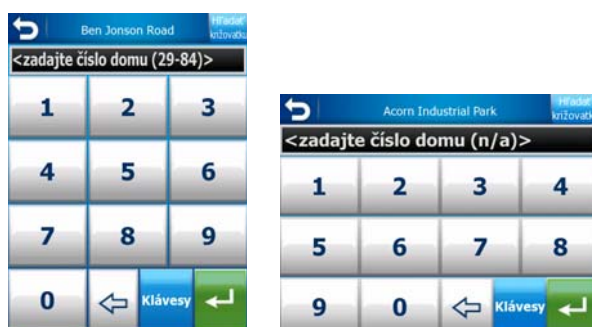 Ben Jonson Road
Hľadať
križovatku
<zadajte číslo domu (29-84)>
1 2 3
4 5 6
7 8 9
0 Klávesy
Acorn Industrial Park
Hľadať
križovatk
<zadajte číslo domu (n/a)>
1 2 3 4
5 6 7 8
9 0 Klávesy